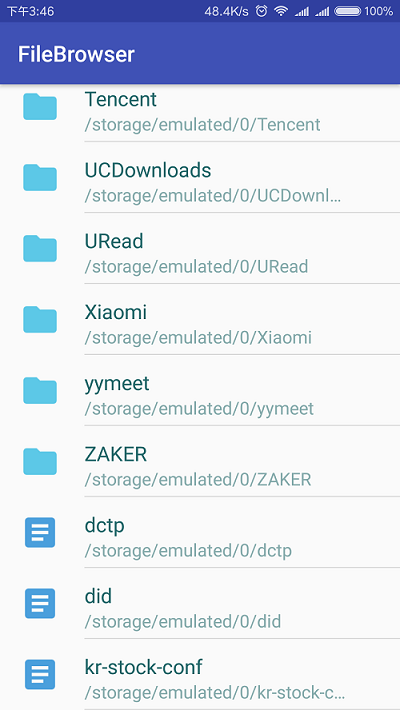 下午3:46 48.4K/s 100%
FileBrowser
Tencent
/storage/emulated/0/Tencent
UCDownloads
/storage/emulated/0/UCDownl...
URead
/storage/emulated/0/URead
Xiaomi
/storage/emulated/0/Xiaomi
yymeet
/storage/emulated/0/yymeet
ZAKER
/storage/emulated/0/ZAKER
dctp
/storage/emulated/0/dctp
did
/storage/emulated/0/did
kr-stock-conf
/storage/emulated/0/kr-stock-c...